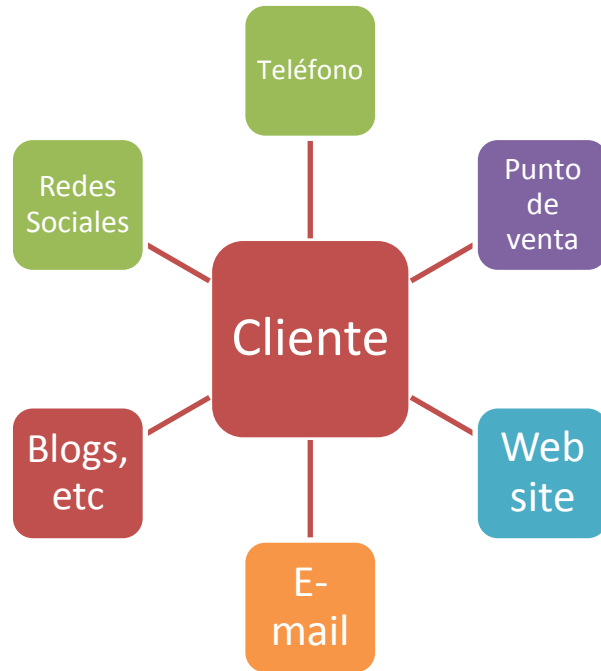 Teléfono
Redes
Sociales
Punto
de
venta
Cliente
Blogs,
etc
Web
site
E-
mail